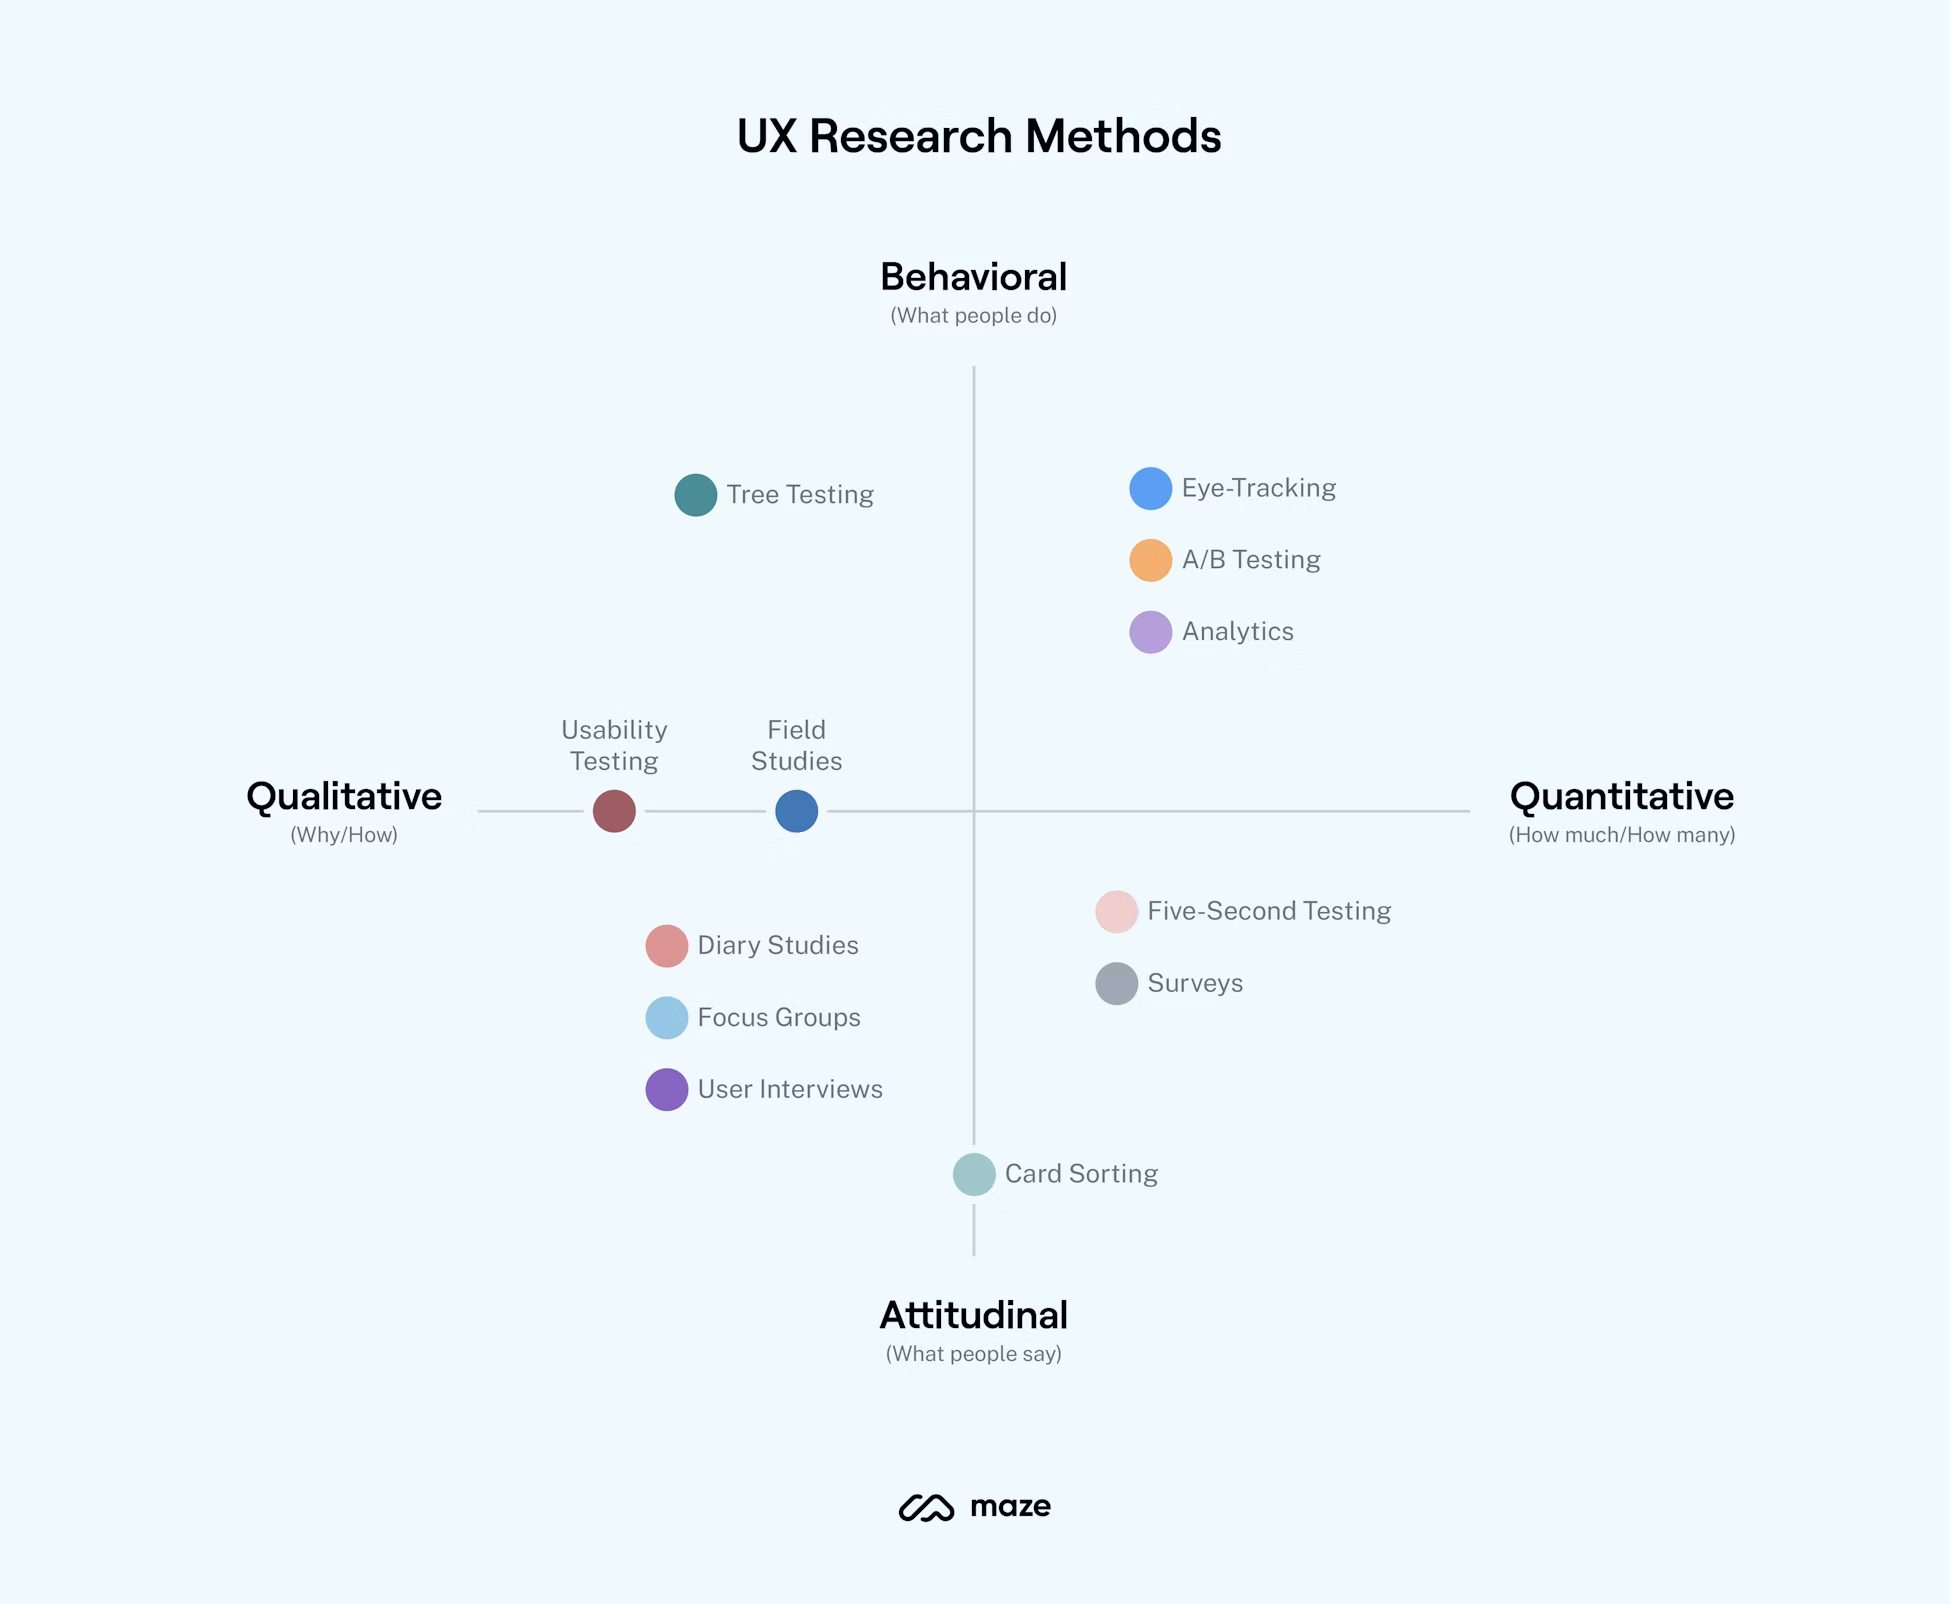 UX Research Methods
Behavioral
(What people do)
Tree Testing
Eye-Tracking
A/B Testing
Analytics
Usability
Testing
Field
Studies
Qualitative
(Why/How)
Quantitative
(How much/How many)
Five-Second Testing
Surveys
Diary Studies
Focus Groups
User Interviews
Card Sorting
Attitudinal
(What people say)
maze